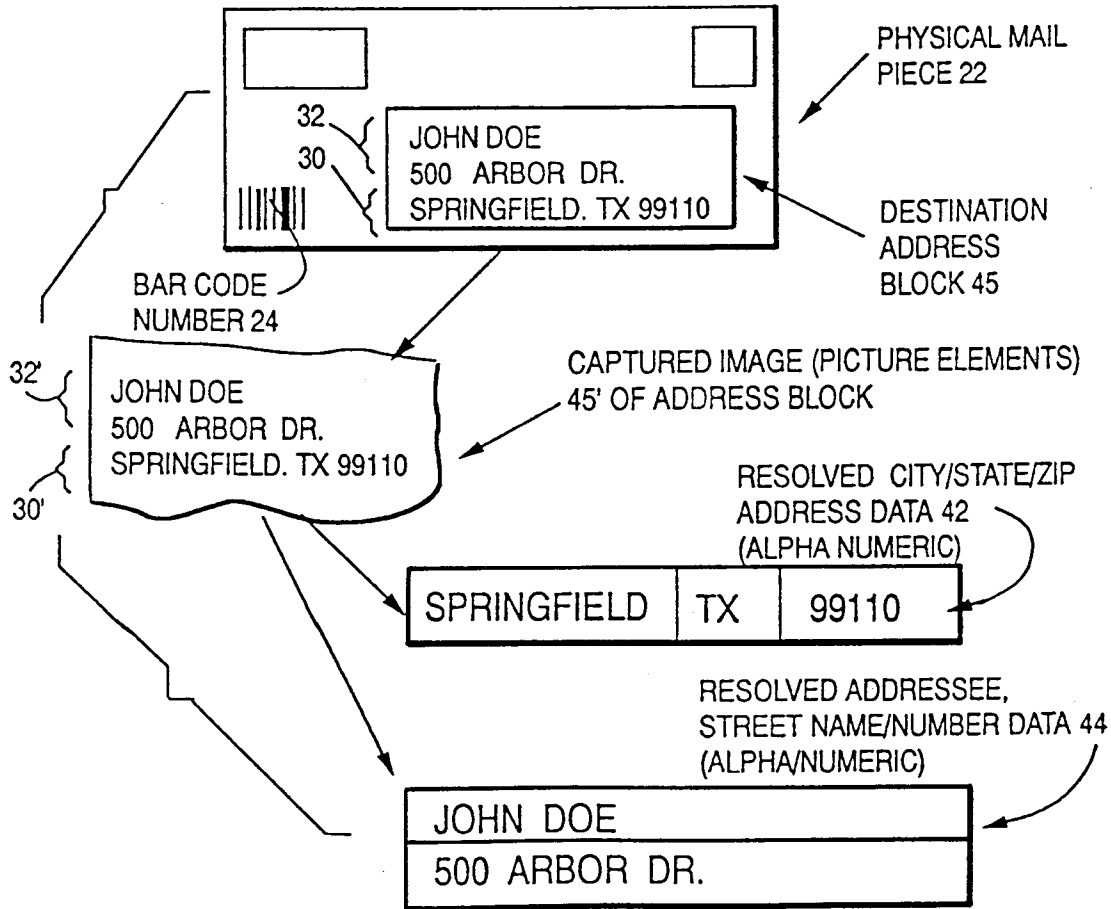 PHYSICAL MAIL
PIECE 22
32
30
JOHN DOE
500 ARBOR DR.
SPRINGFIELD. TX 99110
DESTINATION
ADDRESS
BLOCK 45
BAR CODE
NUMBER 24
32'
30'
JOHN DOE
500 ARBOR DR.
SPRINGFIELD. TX 99110
CAPTURED IMAGE (PICTURE ELEMENTS)
45' OF ADDRESS BLOCK
RESOLVED CITY/STATE/ZIP
ADDRESS DATA 42
(ALPHA NUMERIC)
SPRINGFIELD TX 99110
RESOLVED ADDRESSEE,
STREET NAME/NUMBER DATA 44
(ALPHA/NUMERIC)
JOHN DOE
500 ARBOR DR.